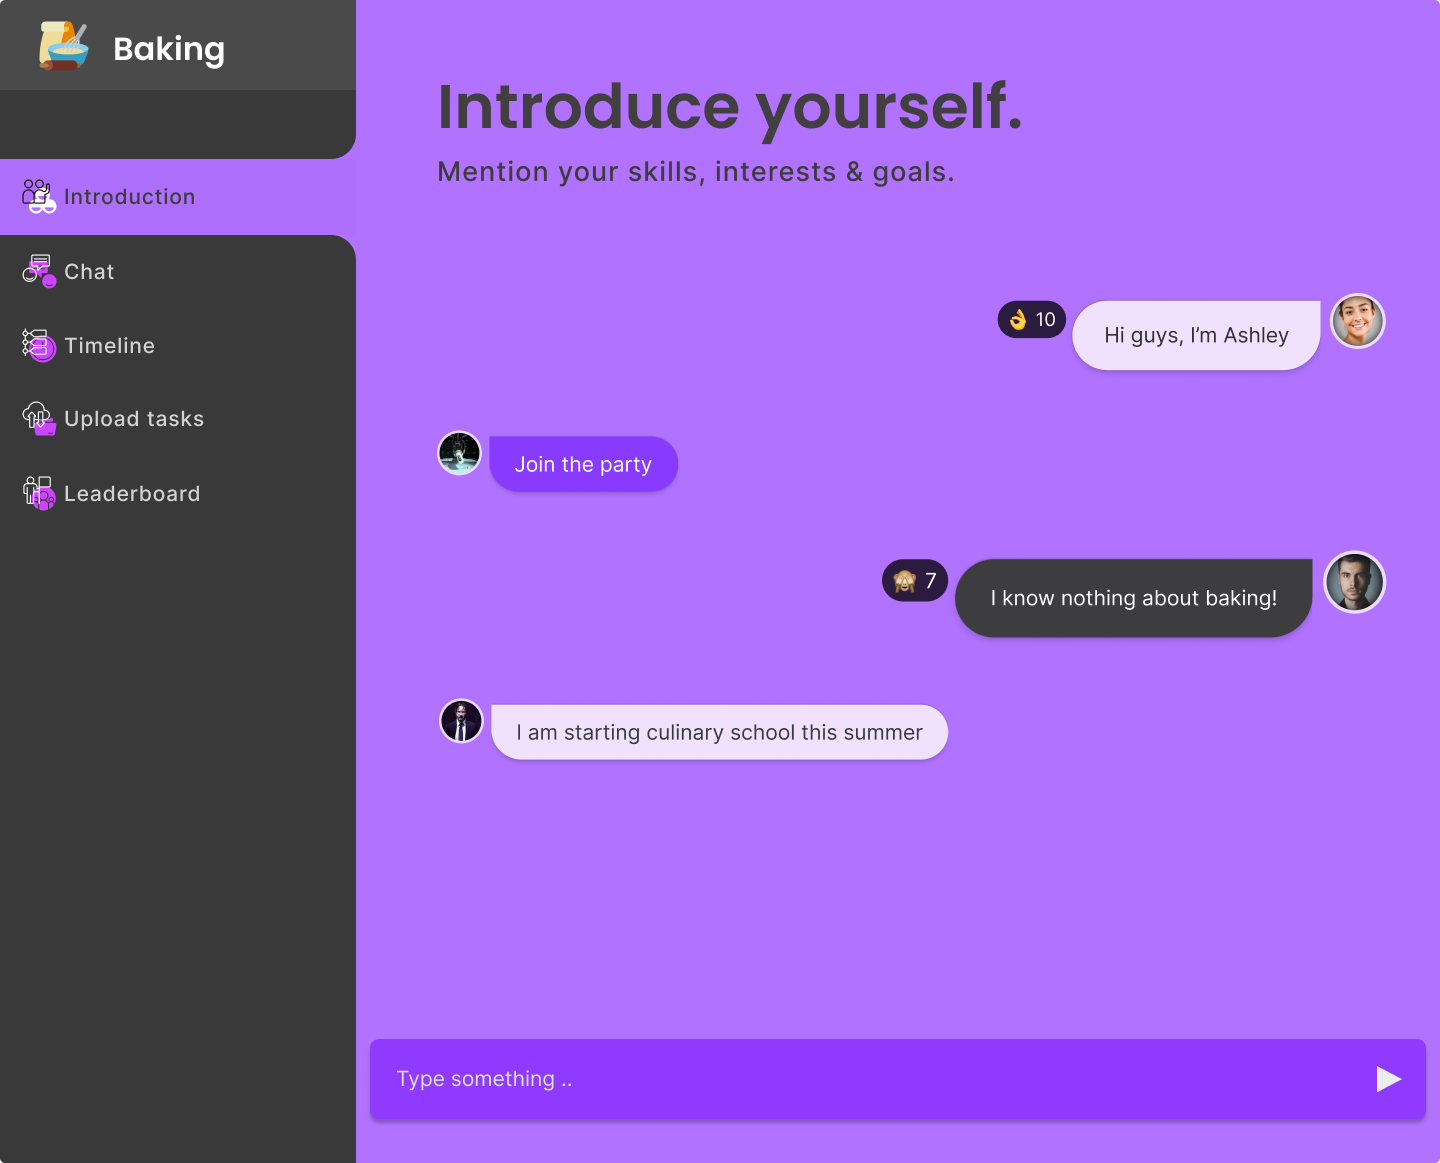 Baking
Introduction
Chat
Timeline
Upload tasks
Leaderboard
Introduce yourself.
Mention your skills, interests & goals.
👌 10
Hi guys, I’m Ashley
Join the party
🙈 7
I know nothing about baking!
I am starting culinary school this summer
Type something ..